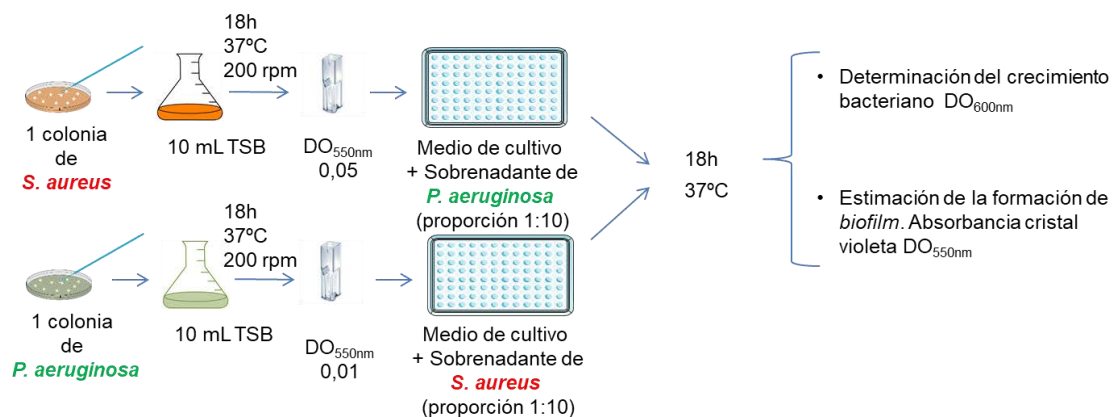 18h
37ºC
200 rpm
1 colonia
de
S. aureus
10 mL TSB
DO550nm
0,05
Medio de cultivo
+ Sobrenadante de
P. aeruginosa
(proporción 1:10)
18h
37ºC
200 rpm
1 colonia
de
P. aeruginosa
10 mL TSB
DO550nm
0,01
Medio de cultivo
+ Sobrenadante de
S. aureus
(proporción 1:10)
18h
37ºC
• Determinación del crecimiento
bacteriano DO600nm
• Estimación de la formación de
biofilm. Absorbancia cristal
violeta DO550nm